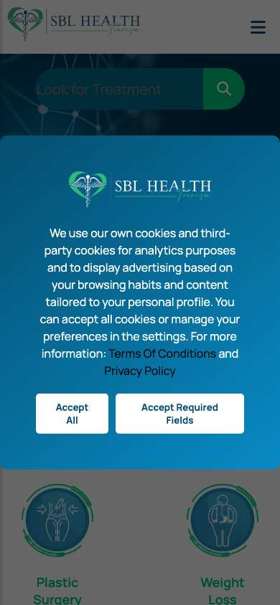 SBL HEALTH
Turizm
Look for Treatment
SBL HEALTH
Turizm
We use our own cookies and third-
party cookies for analytics purposes
and to display advertising based on
your browsing habits and content
tailored to your personal profile. You
can accept all cookies or manage your
preferences in the settings. For more
information: Terms Of Conditions and
Privacy Policy
Accept All
Accept Required Fields
Plastic Surgery
Weight Loss